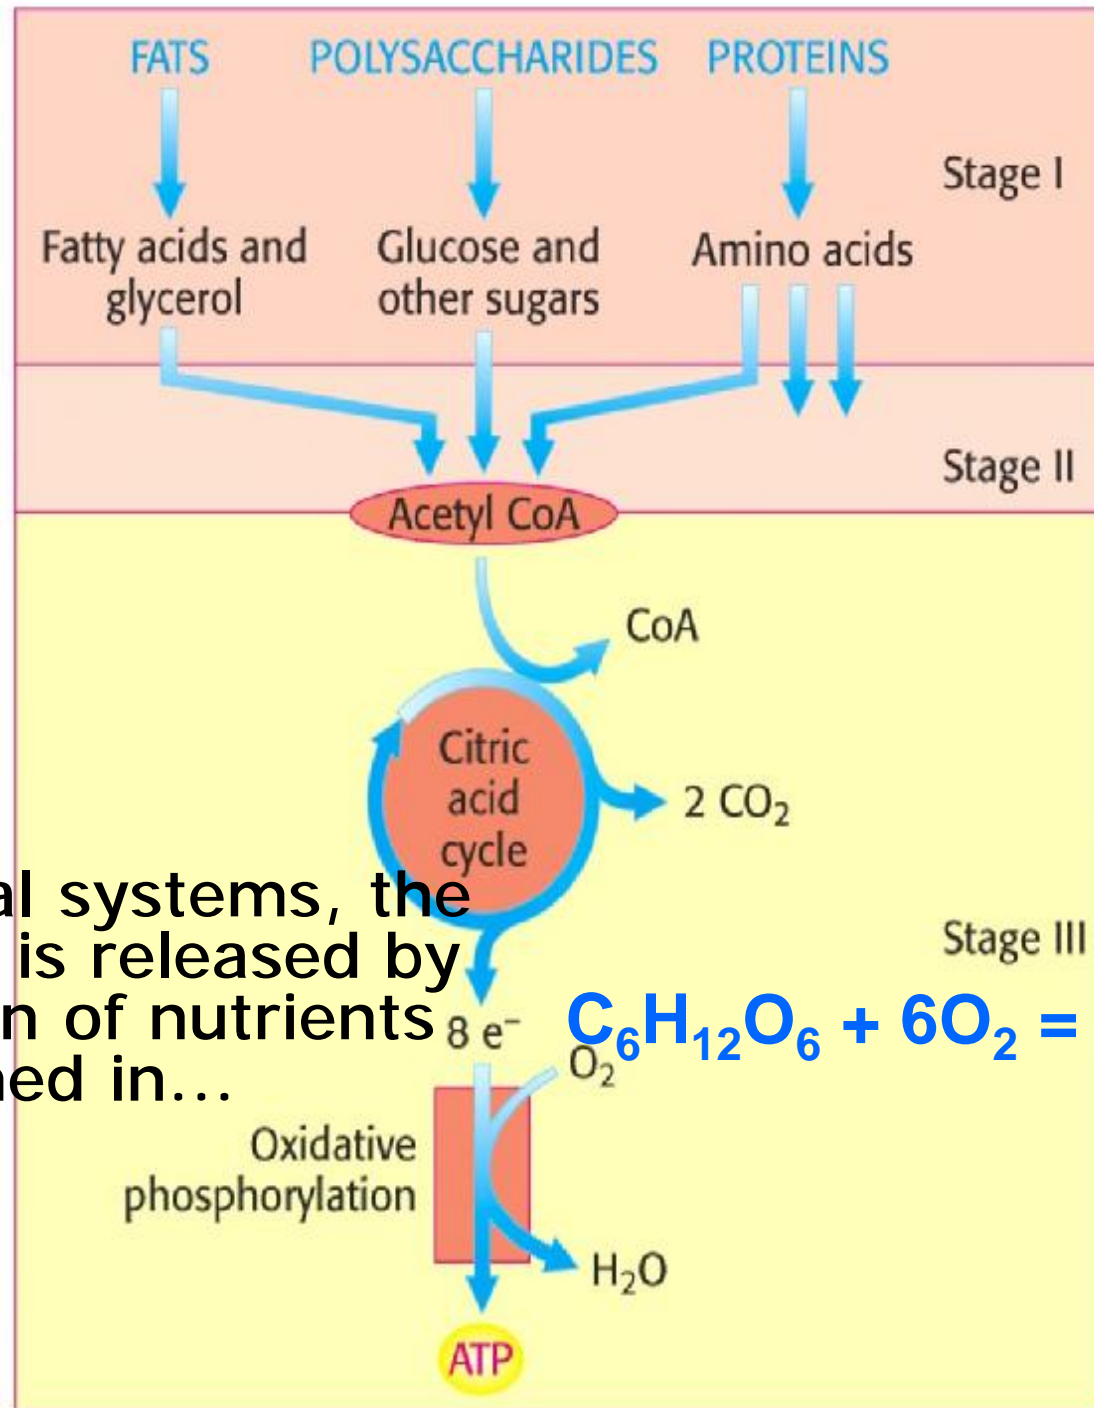 FATS POLYSACCHARIDES PROTEINS
Stage I
Fatty acids and glycerol
Glucose and other sugars
Amino acids
Stage II
Acetyl CoA
CoA
Citric
acid
cycle
2 CO₂
al systems, the
is released by
n of nutrients
ned in...
Stage III
8 e⁻
C₆H₁₂O₆ + 6O₂ =
O₂
Oxidative
phosphorylation
H₂O
ATP